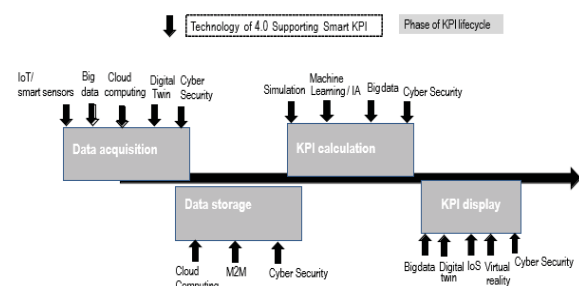 Technology of 4.0 Supporting Smart KPI
Phase of KPI lifecycle
IoT/
smart sensors
Big
data
Cloud
computing
Digital
Twin
Cyber
Security
Simulation
Machine
Learning / IA
Bigdata
Cyber Security
Data acquisition
KPI calculation
Data storage
KPI display
Cloud
Computing
M2M
Cyber Security
Bigdata
Digital
twin
IoS
Virtual
reality
Cyber Security